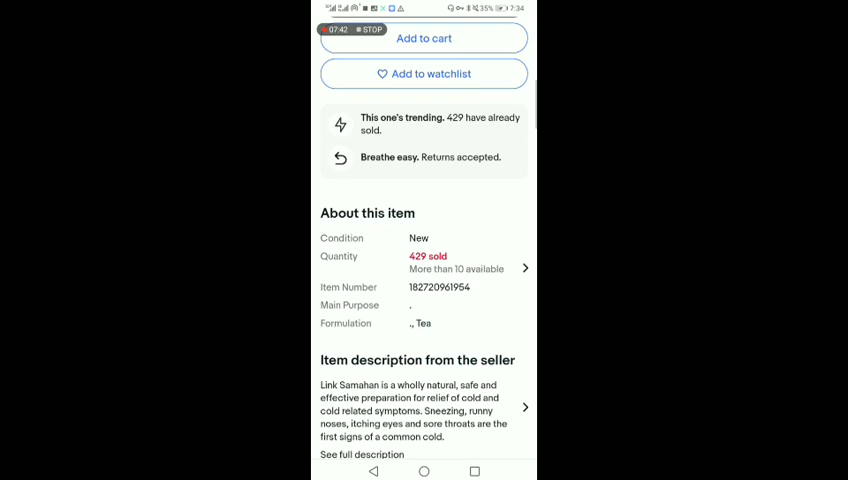 35% 7:34
07:42 STOP
Add to cart
Add to watchlist
This one's trending. 429 have already
sold.
Breathe easy. Returns accepted.
About this item
Condition New
Quantity 429 sold
More than 10 available
Item Number 182720961954
Main Purpose .
Formulation ., Tea
Item description from the seller
Link Samahan is a wholly natural, safe and
effective preparation for relief of cold and
cold related symptoms. Sneezing, runny
noses, itching eyes and sore throats are the
first signs of a common cold.
See full description